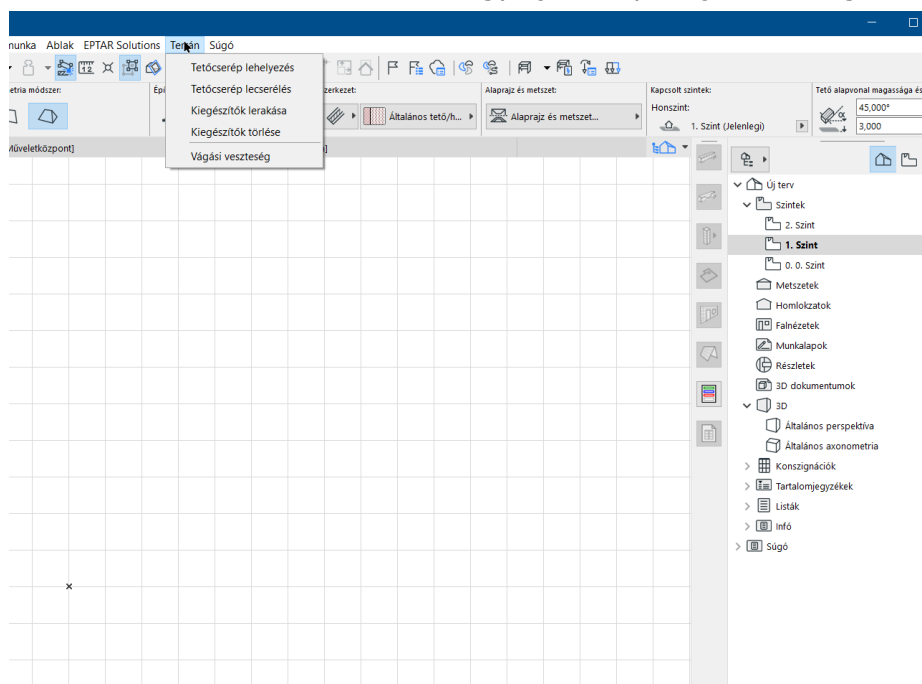 munka Ablak EPTAR Solutions Terrán Súgó
etria módszer:
zerkezet:
Alaprajz és metszet:
Kapcsolt szintek:
Tető alapvonal magassága és
Honszint:
45,000°
Általános tető/h...
Alaprajz és metszet...
1. Szint (Jelenlegi)
3,000
Tetőcserép lehelyezés
Tetőcserép lecserélés
Kiegészítők lerakása
Kiegészítők törlése
Vágási veszteség
Műveletközpont]
Új terv
Szintek
2. Szint
1. Szint
0. 0. Szint
Metszetek
Homlokzatok
Falnézetek
Munkalapok
Részletek
3D dokumentumok
3D
Általános perspektíva
Általános axonometria
Konszignációk
Tartalomjegyzékek
Listák
Infó
Súgó